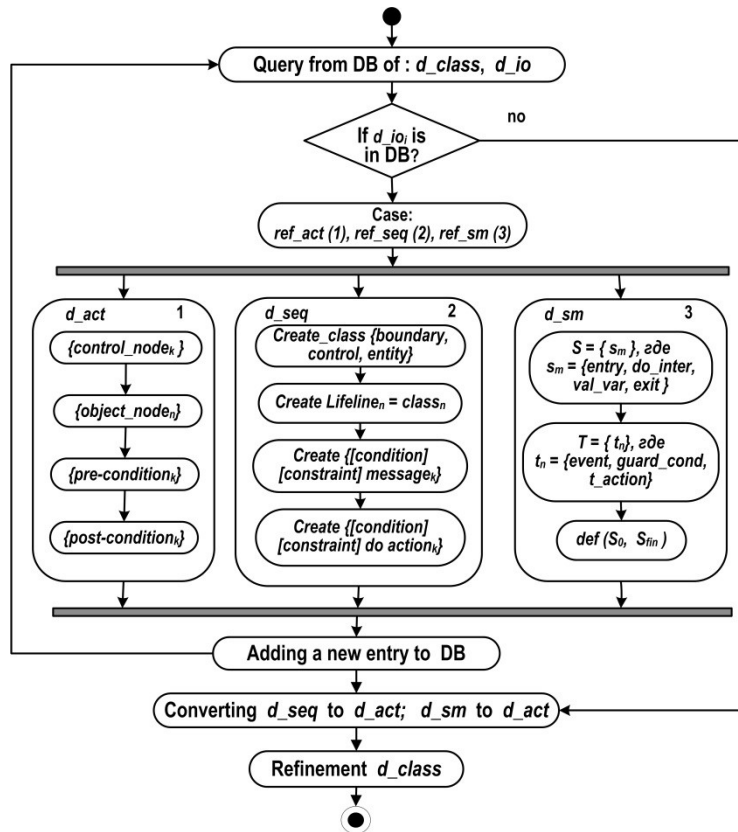 Query from DB of : d_class, d_io
no
If d_ioi is
in DB?
Case:
ref_act (1), ref_seq (2), ref_sm (3)
d_act 1
{control_nodek }
{object_noden}
{pre-conditionk}
{post-conditionk}
d_seq 2
Create_class {boundary,
control, entity}
Create Lifelinen = classn
Create {[condition]
[constraint] messagek}
Create {[condition]
[constraint] do actionk}
d_sm 3
S = { sm }, где
sm = {entry, do_inter,
val_var, exit }
T = { tn}, где
tn = {event, guard_cond,
t_action}
def (S0, Sfin )
Adding a new entry to DB
Converting d_seq to d_act; d_sm to d_act
Refinement d_class